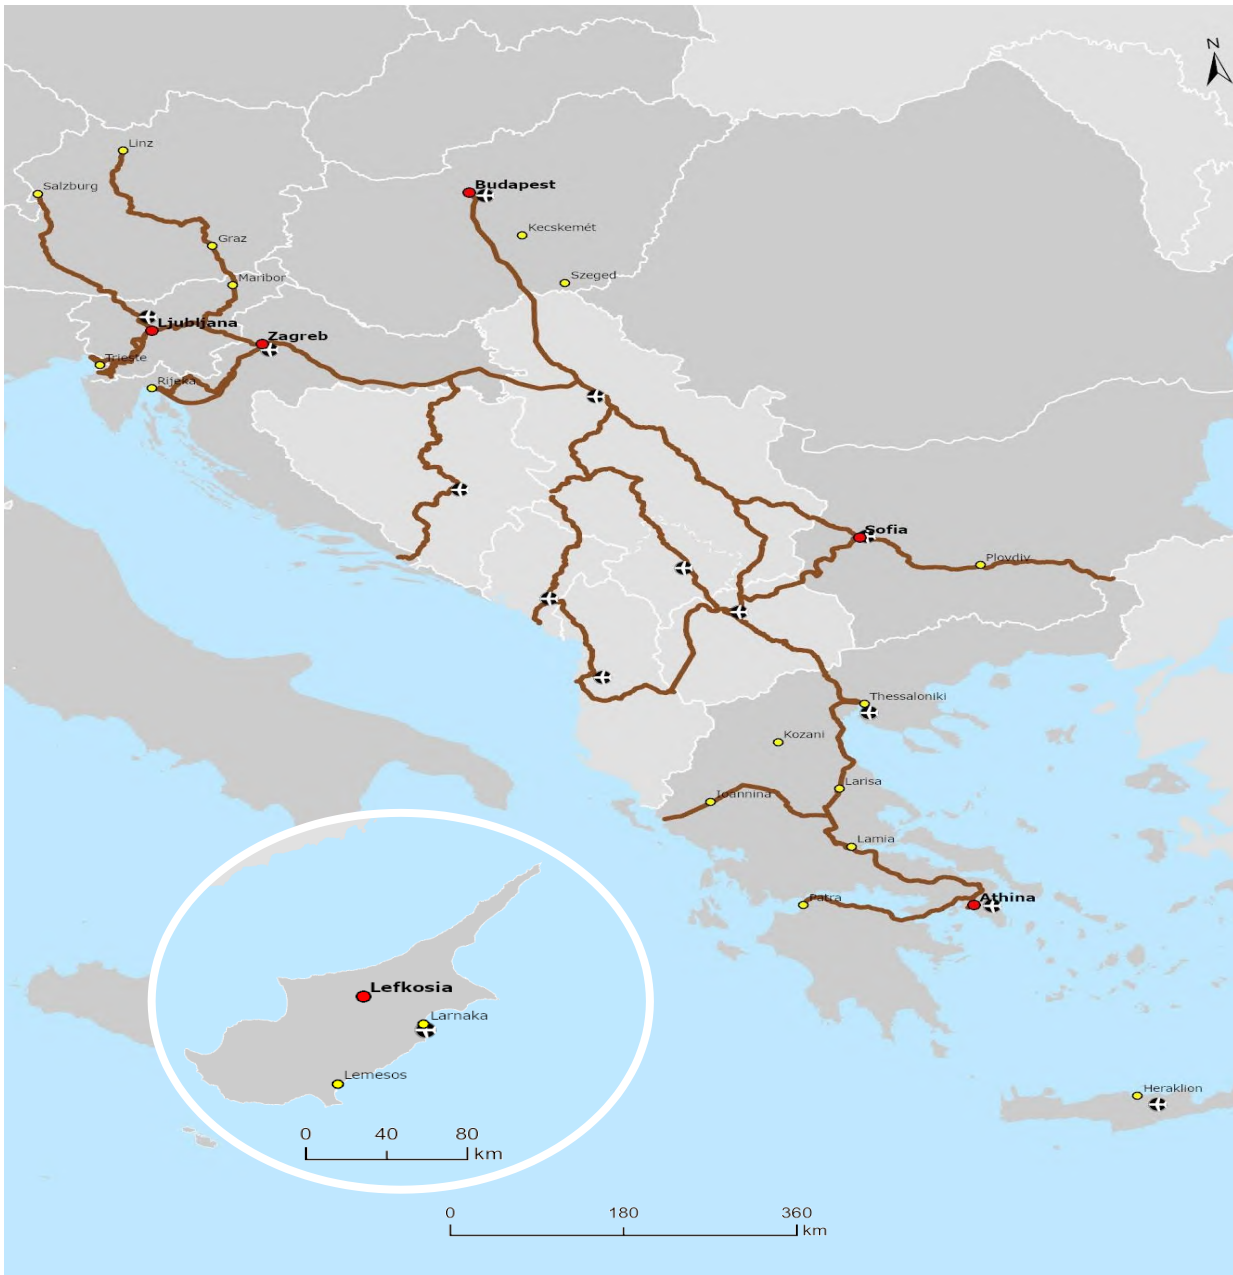 N
Linz
Salzburg
Budapest
Kecskemét
Graz
Szeged
Maribor
Ljubljana
Zagreb
Trieste
Rijeka
Sofia
Plovdiv
Thessaloniki
Kozani
Larisa
Ioannina
Lamia
Patra
Athina
Lefkosia
Larnaka
Lemesos
Heraklion
0 40 80
km
0 180 360
km